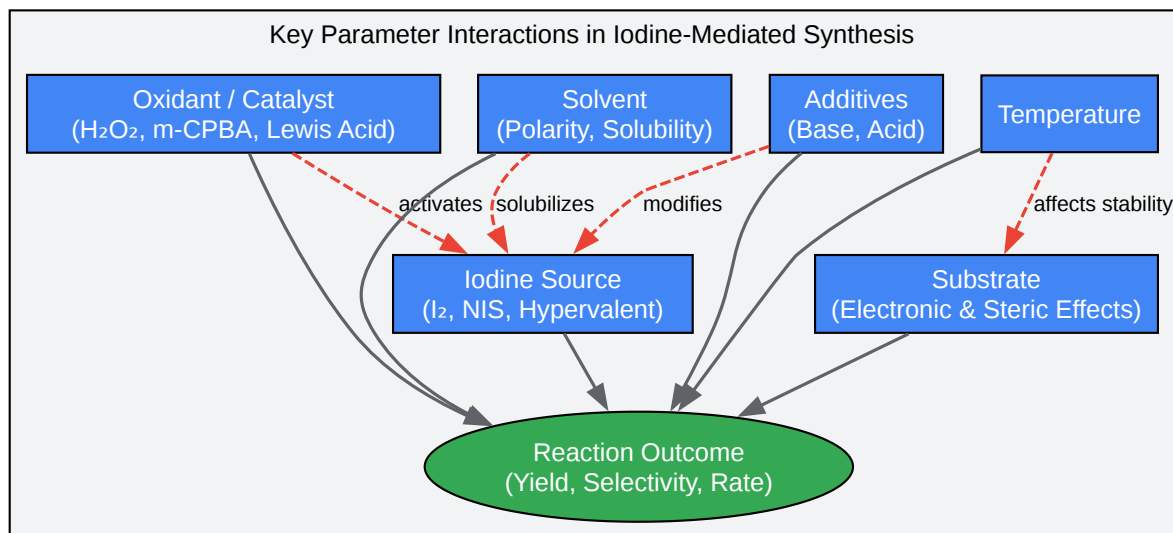 Key Parameter Interactions in Iodine-Mediated Synthesis
Oxidant / Catalyst
(H₂O₂, m-CPBA, Lewis Acid)
Solvent
(Polarity, Solubility)
Additives
(Base, Acid)
Temperature
activates
solubilizes
modifies
affects stability
Iodine Source
(I₂, NIS, Hypervalent)
Substrate
(Electronic & Steric Effects)
Reaction Outcome
(Yield, Selectivity, Rate)